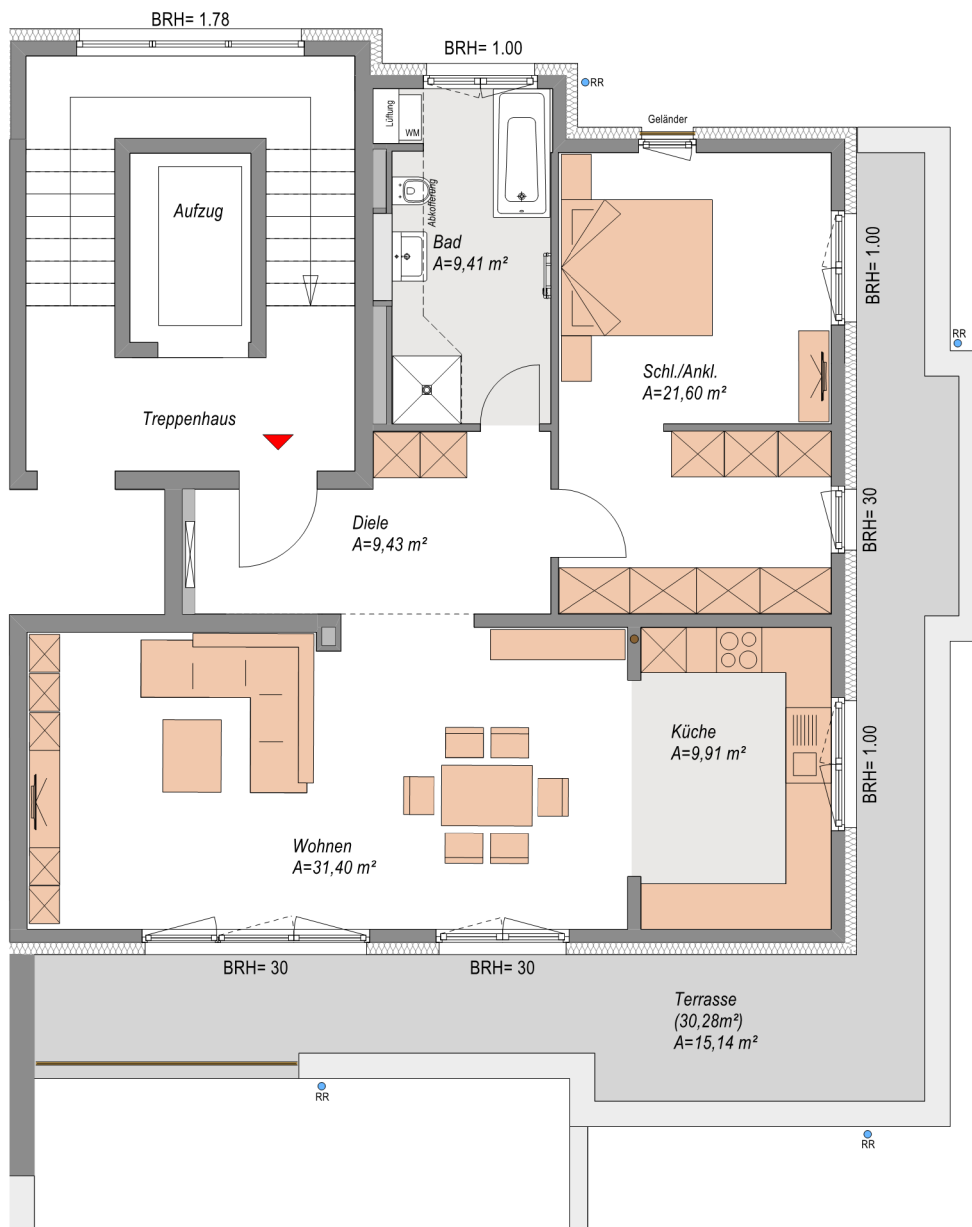 BRH= 1.78
BRH= 1.00
RR
Geländer
Lüftung
WM
Abkofferung
Aufzug
Bad
A=9,41 m²
BRH= 1.00
RR
Schl./Ankl.
A=21,60 m²
Treppenhaus
BRH= 30
Diele
A=9,43 m²
Küche
A=9,91 m²
BRH= 1.00
Wohnen
A=31,40 m²
BRH= 30
BRH= 30
Terrasse
(30,28m²)
A=15,14 m²
RR
RR